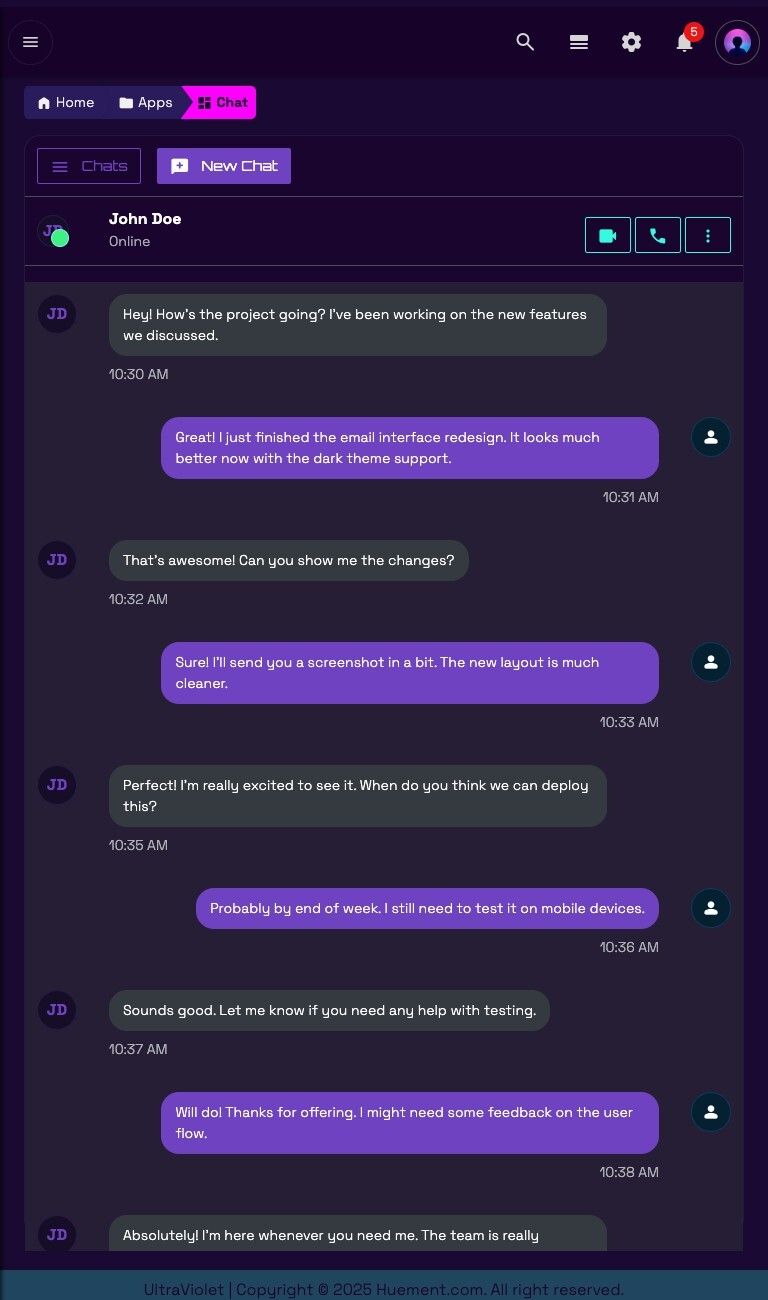 5
Home Apps Chat
Chats New Chat
JD
John Doe
Online
JD
Hey! How's the project going? I've been working on the new features
we discussed.
10:30 AM
Great! I just finished the email interface redesign. It looks much
better now with the dark theme support.
10:31 AM
JD
That's awesome! Can you show me the changes?
10:32 AM
Sure! I'll send you a screenshot in a bit. The new layout is much
cleaner.
10:33 AM
JD
Perfect! I'm really excited to see it. When do you think we can deploy
this?
10:35 AM
Probably by end of week. I still need to test it on mobile devices.
10:36 AM
JD
Sounds good. Let me know if you need any help with testing.
10:37 AM
Will do! Thanks for offering. I might need some feedback on the user
flow.
10:38 AM
JD
Absolutely! I'm here whenever you need me. The team is really
UltraViolet | Copyright © 2025 Huement.com. All right reserved.